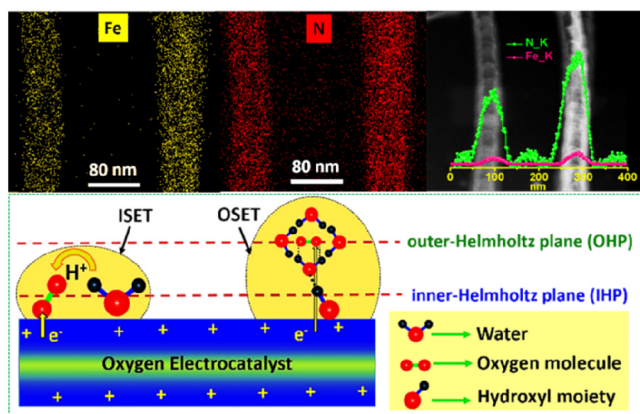 Fe
80 nm
N
80 nm
N_K
Fe_K
0 100 200 300 400
nm
ISET
OSET
H+
outer-Helmholtz plane (OHP)
inner-Helmholtz plane (IHP)
+ e- + + + e- +
Oxygen Electrocatalyst
+ + + + + +
Water
Oxygen molecule
Hydroxyl moiety